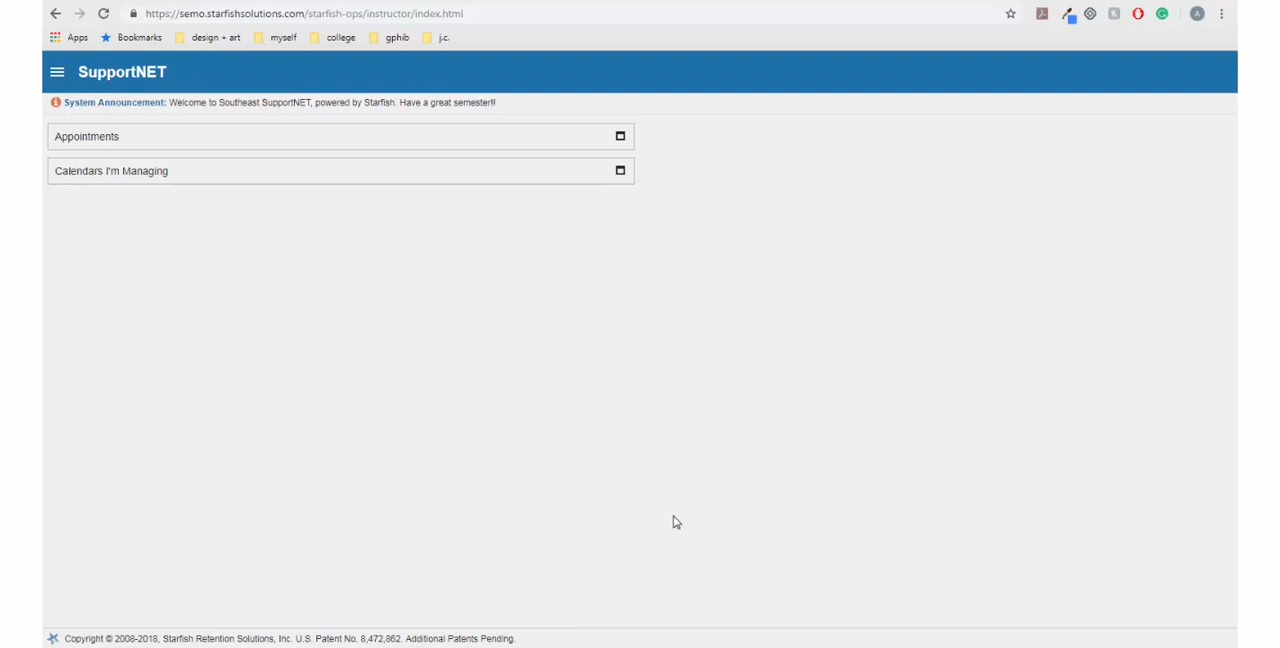 https://semo.starfishsolutions.com/starfish-ops/instructor/index.html
Apps Bookmarks design + art myself college gphib j.c.
SupportNET
System Announcement: Welcome to Southeast SupportNET, powered by Starfish. Have a great semester!!
Appointments
Calendars I'm Managing
Copyright © 2008-2018, Starfish Retention Solutions, Inc. U.S. Patent No. 8,472,862. Additional Patents Pending.